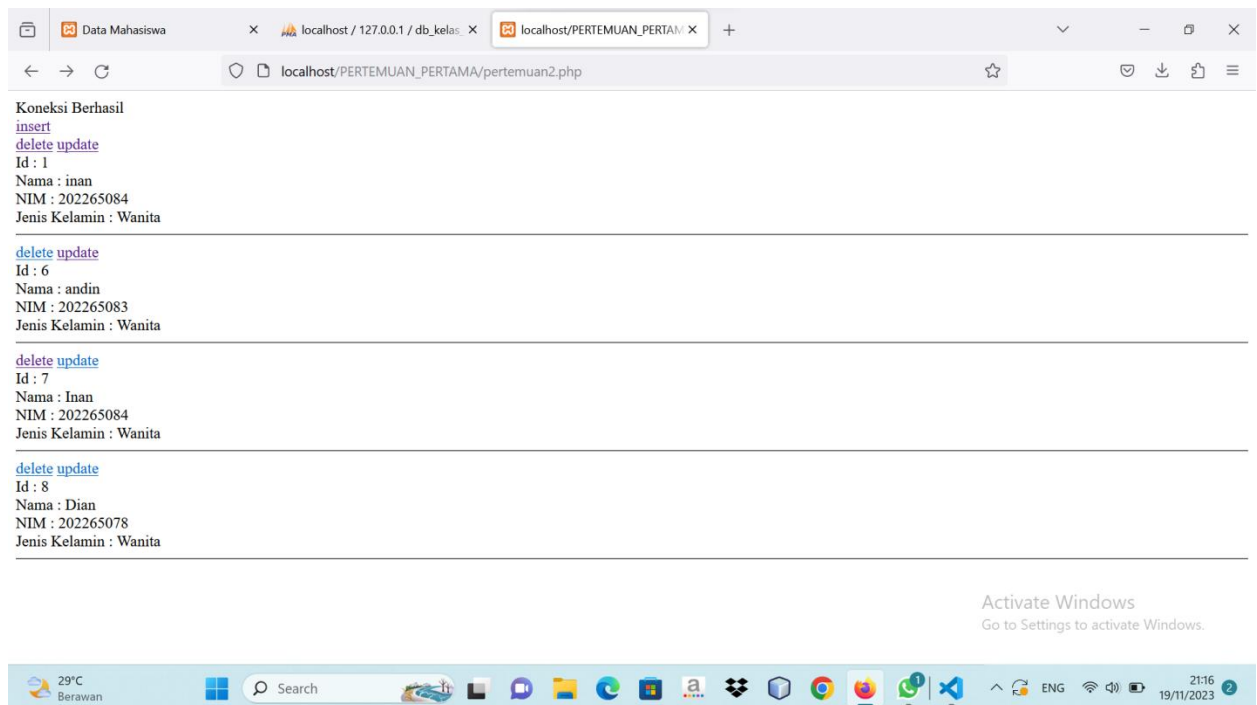 Data Mahasiswa
localhost / 127.0.0.1 / db_kelas_
localhost/PERTEMUAN_PERTAM
localhost/PERTEMUAN_PERTAMA/pertemuan2.php
Koneksi Berhasil
insert
delete update
Id : 1
Nama : inan
NIM : 202265084
Jenis Kelamin : Wanita
delete update
Id : 6
Nama : andin
NIM : 202265083
Jenis Kelamin : Wanita
delete update
Id : 7
Nama : Inan
NIM : 202265084
Jenis Kelamin : Wanita
delete update
Id : 8
Nama : Dian
NIM : 202265078
Jenis Kelamin : Wanita
Activate Windows
Go to Settings to activate Windows.
29°C
Berawan
Search
a
1
ENG
21:16
19/11/2023
2